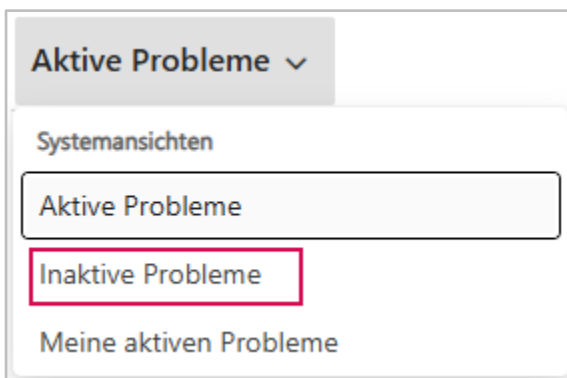 Aktive Probleme
Systemansichten
Aktive Probleme
Inaktive Probleme
Meine aktiven Probleme